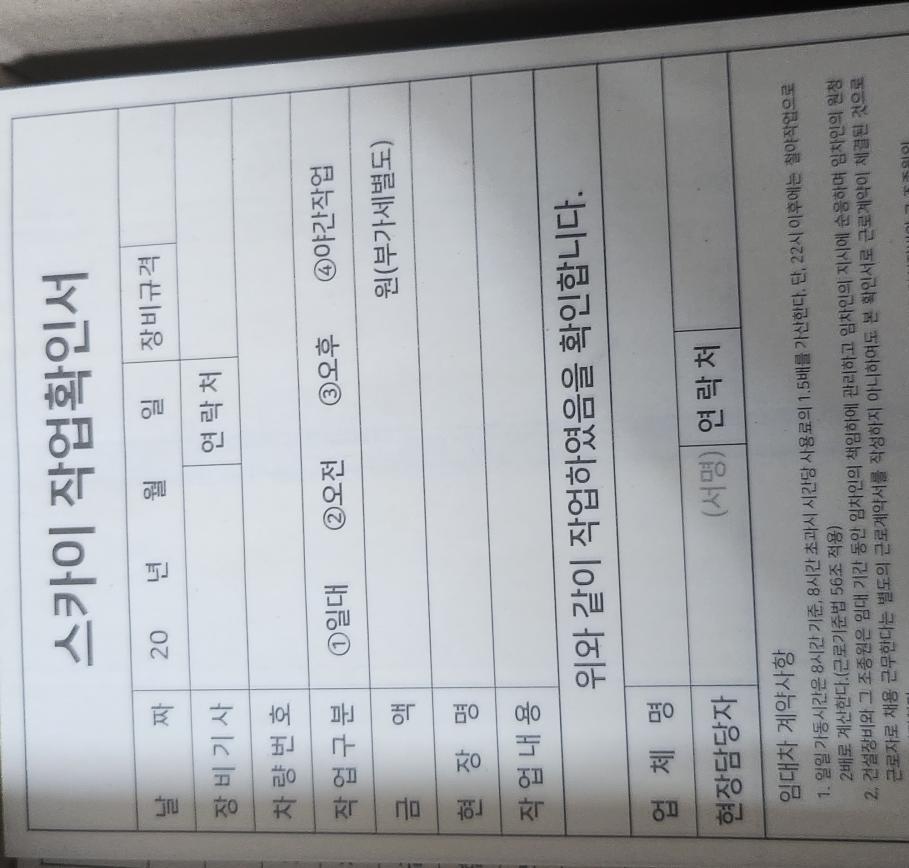 스카이 작업확인서
날 짜 20 년 월 일 장비규격
장비기사 연락처
차량번호
작업구분 ①일대 ②오전 ③오후 ④야간작업
금 액 원(부가세별도)
현 장 명
작업내용
위와 같이 작업하였음을 확인합니다.
업 체 명
현장담당자 (서명) 연락처
임대차 계약사항
1. 일일 가동시간은 8시간 기준, 8시간 초과시 시간당 사용료의 1.5배를 가산한다. 단, 22시 이후에는 철야작업으로
2배로 계산한다.(근로기준법 56조 적용)
2. 건설장비와 그 조종원은 임대 기간 동안 임차인의 책임하에 관리하고 임차인의 지시에 순응하며 임차인의 원청
근로자로 채용 근무한다는 별도의 근로계약서를 작성하지 아니하여도 본 확인서로 근로계약이 체결된 것으로